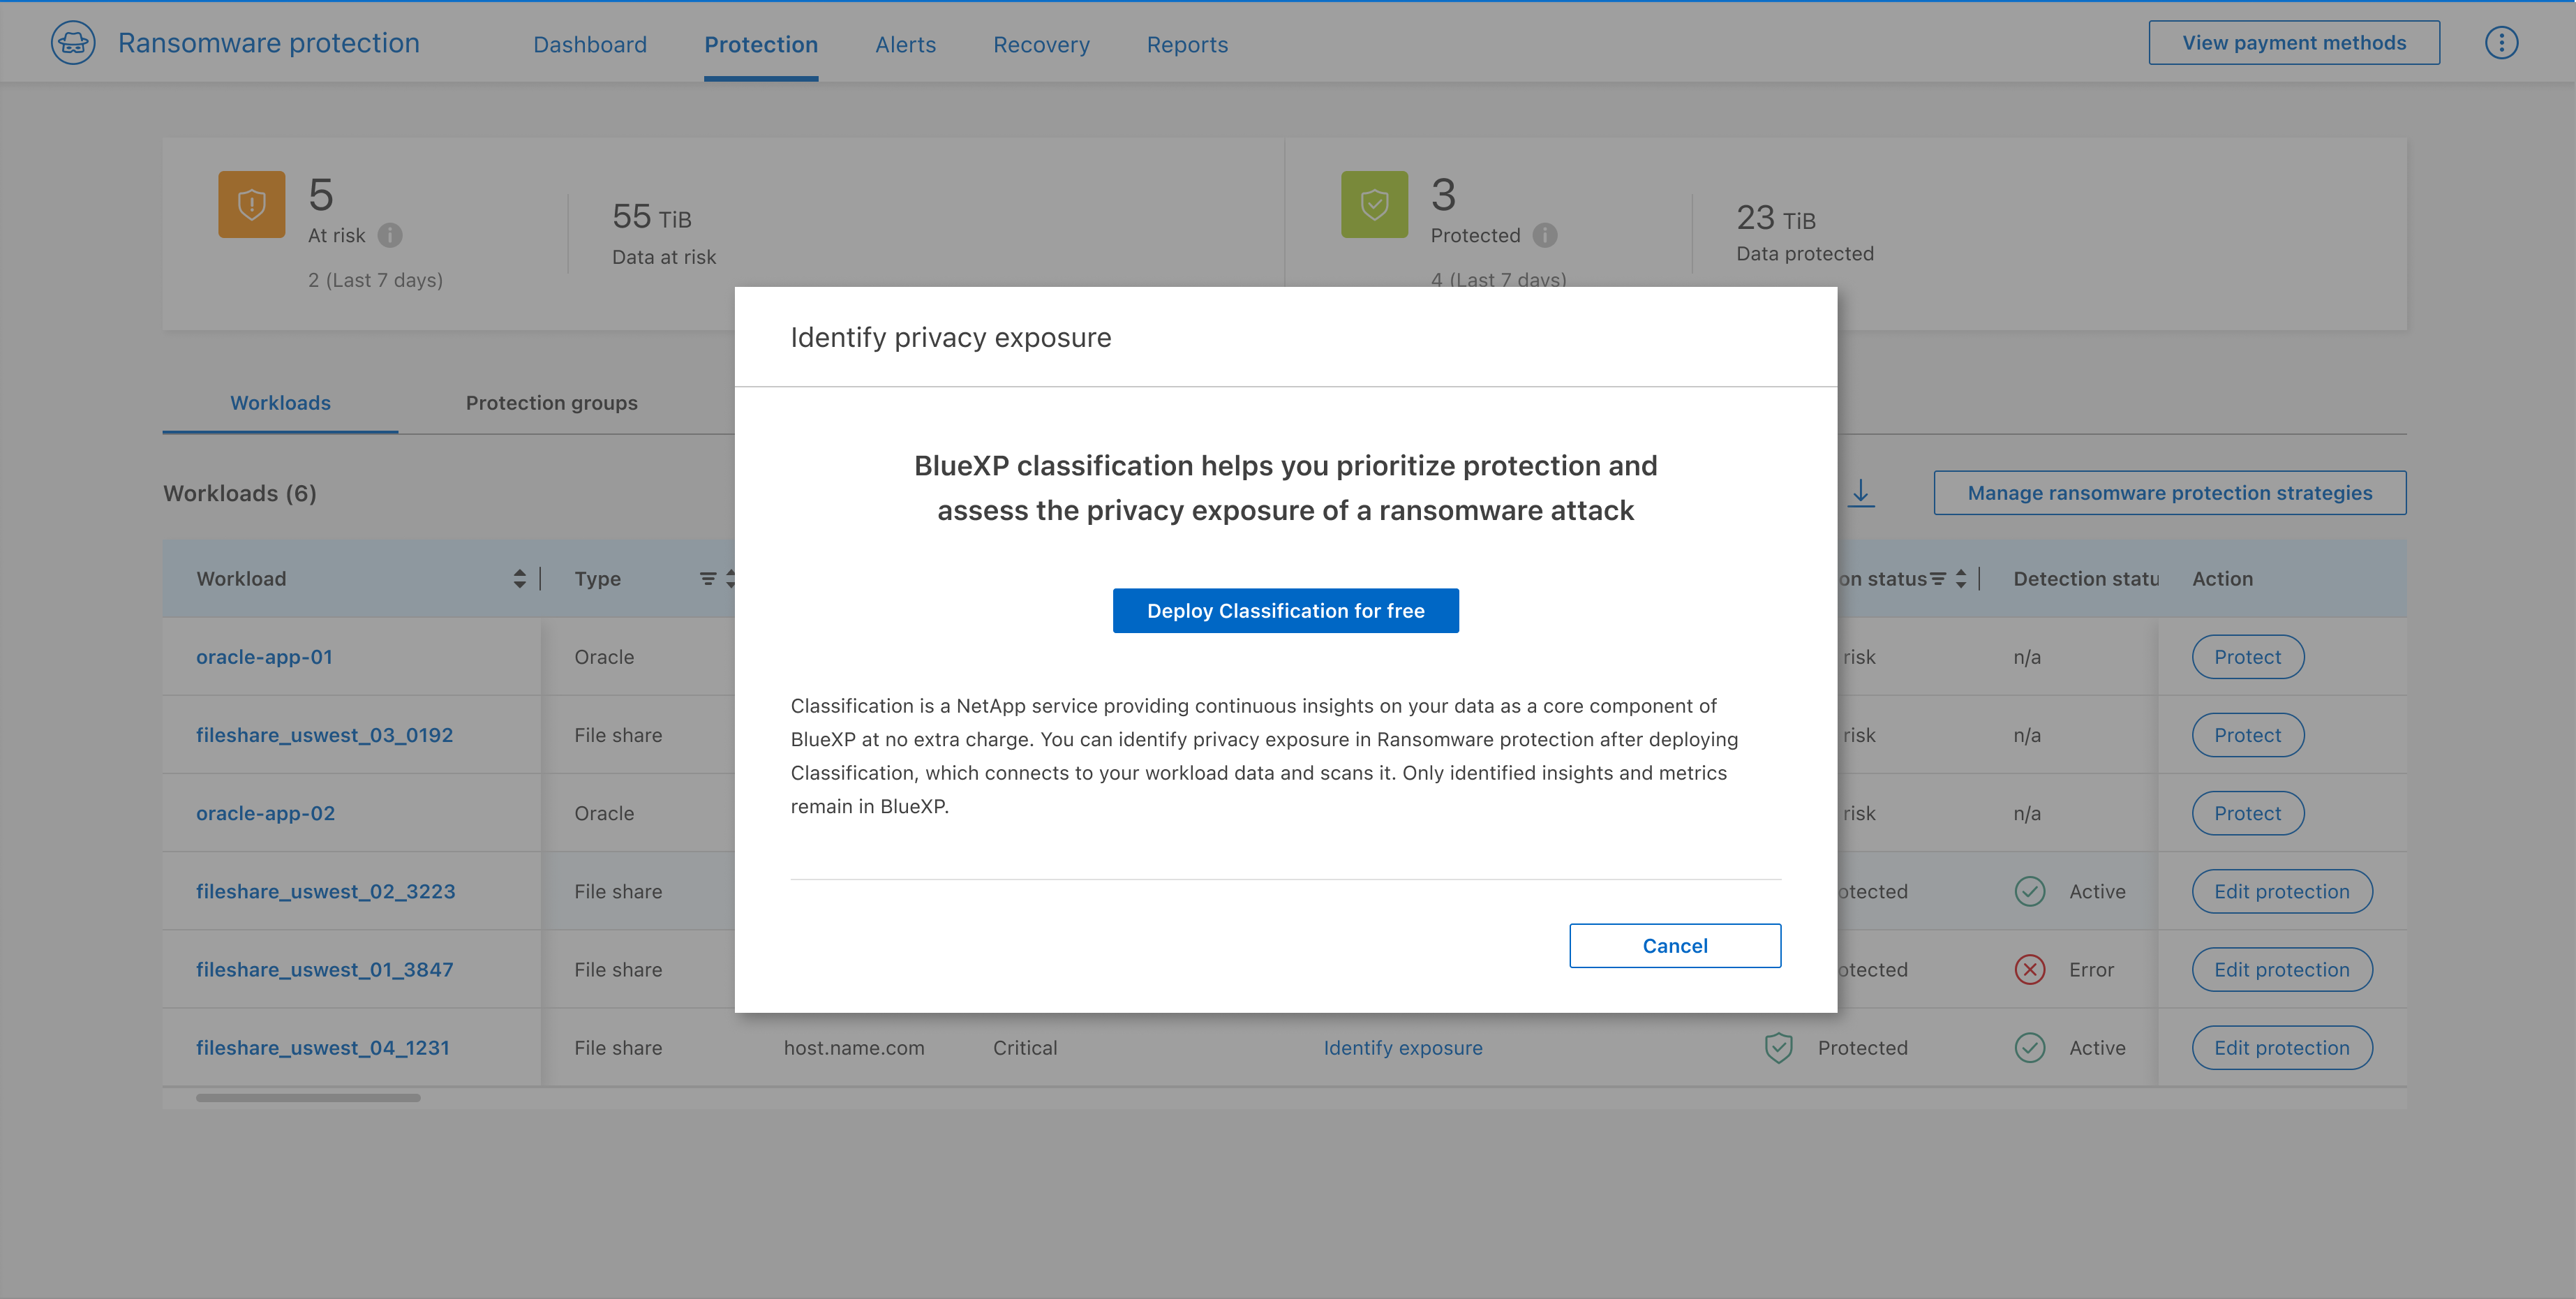 Ransomware protection
Dashboard
Protection
Alerts
Recovery
Reports
View payment methods
5
At risk
2 (Last 7 days)
55 TiB
Data at risk
3
Protected
4 (Last 7 days)
23 TiB
Data protected
Identify privacy exposure
BlueXP classification helps you prioritize protection and
assess the privacy exposure of a ransomware attack
Deploy Classification for free
Classification is a NetApp service providing continuous insights on your data as a core component of
BlueXP at no extra charge. You can identify privacy exposure in Ransomware protection after deploying
Classification, which connects to your workload data and scans it. Only identified insights and metrics
remain in BlueXP.
Cancel
Workloads
Protection groups
Workloads (6)
Manage ransomware protection strategies
Workload Type on status Detection statu Action
oracle-app-01 Oracle risk n/a Protect
fileshare_uswest_03_0192 File share risk n/a Protect
oracle-app-02 Oracle risk n/a Protect
fileshare_uswest_02_3223 File share otected Active Edit protection
fileshare_uswest_01_3847 File share otected Error Edit protection
fileshare_uswest_04_1231 File share host.name.com Critical Identify exposure Protected Active Edit protection